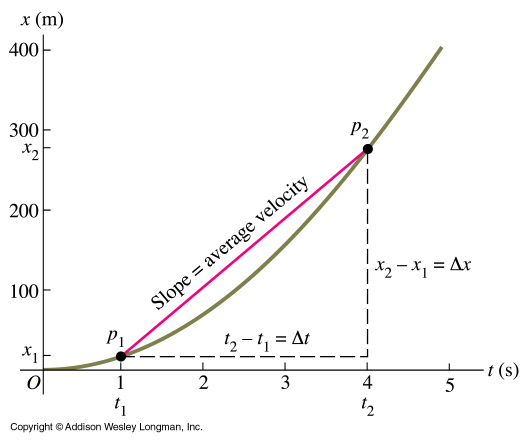 x (m)
400
300
x₂
200
100
x₁
O
p₂
p₁
Slope = average velocity
x₂ – x₁ = Δx
t₂ – t₁ = Δt
1 2 3 4 5 t (s)
t₁ t₂
Copyright © Addison Wesley Longman, Inc.